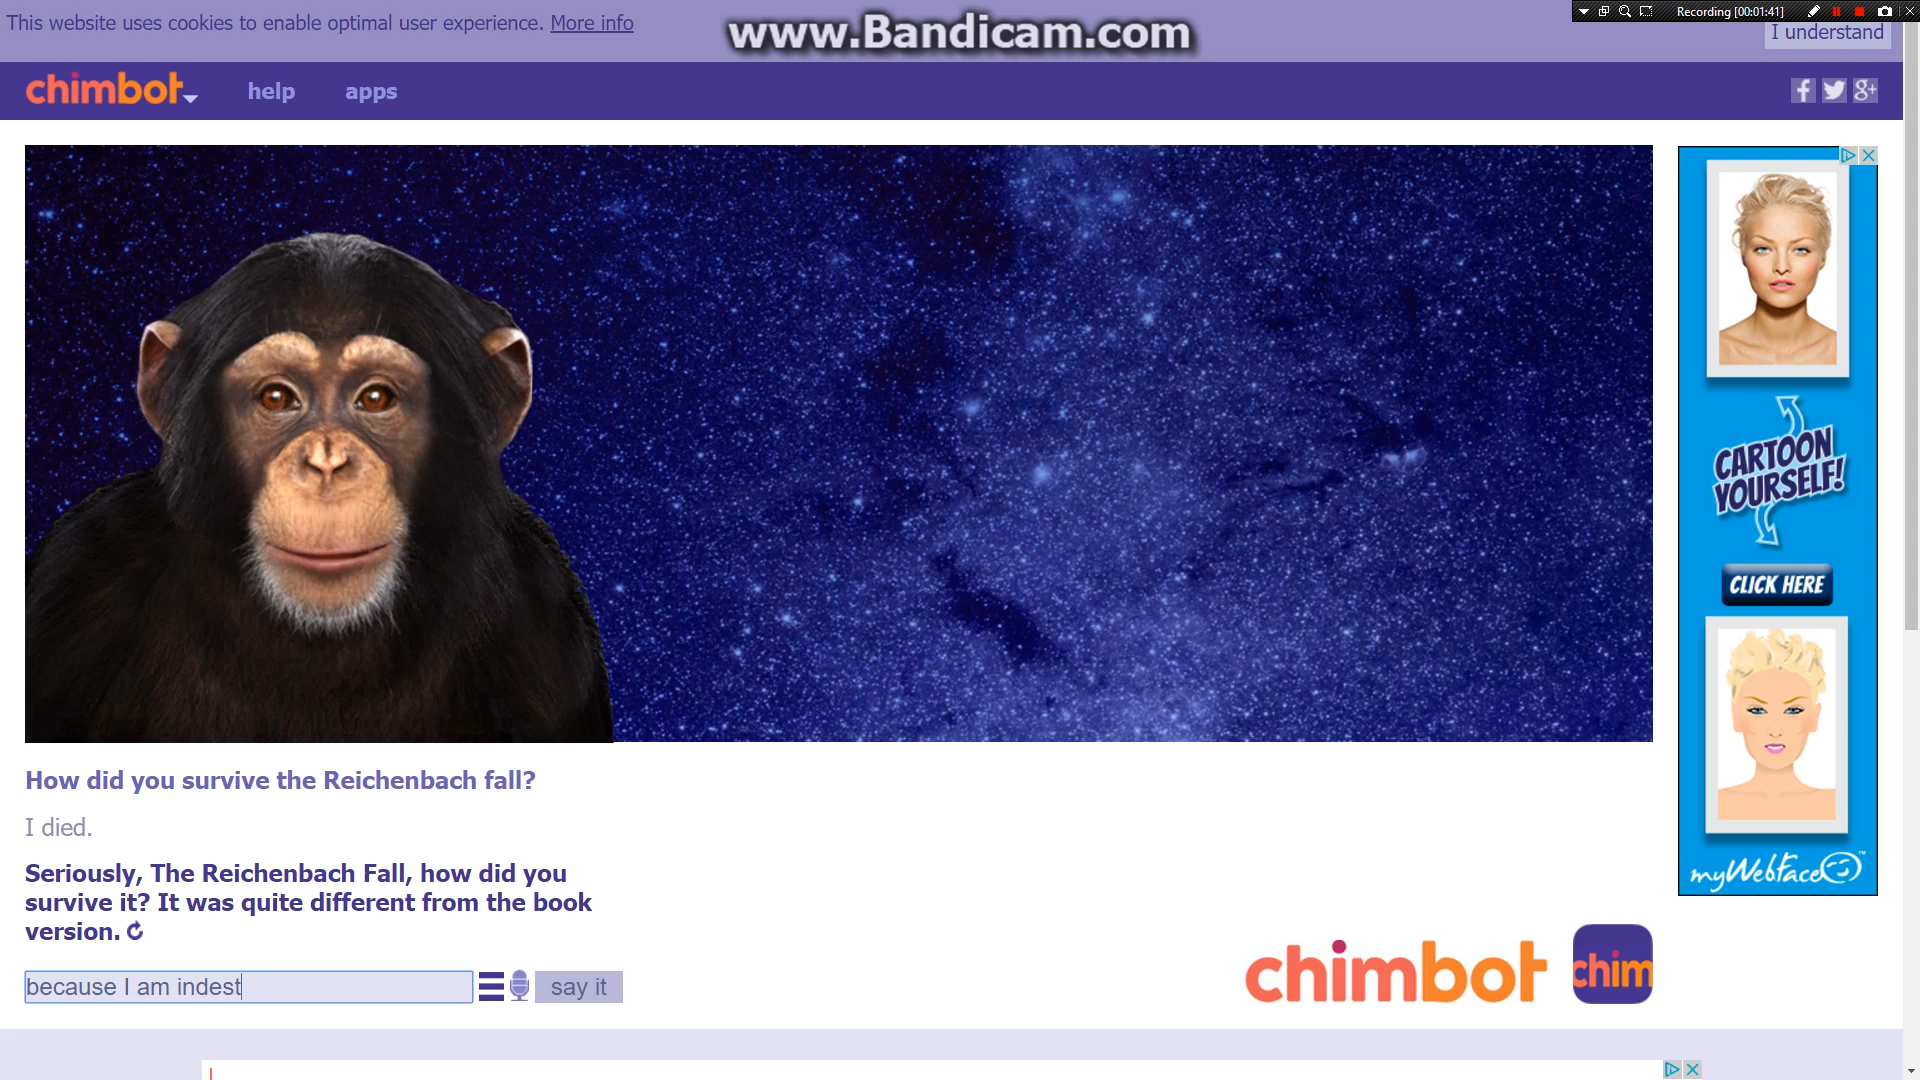 This website uses cookies to enable optimal user experience. More info
www.Bandicam.com
Recording [00:01:41]
I understand
chimbot
help
apps
CARTOON
YOURSELF!
CLICK HERE
myWebFace™
How did you survive the Reichenbach fall?
I died.
Seriously, The Reichenbach Fall, how did you
survive it? It was quite different from the book
version.
because I am indest
say it
chimbot
chim